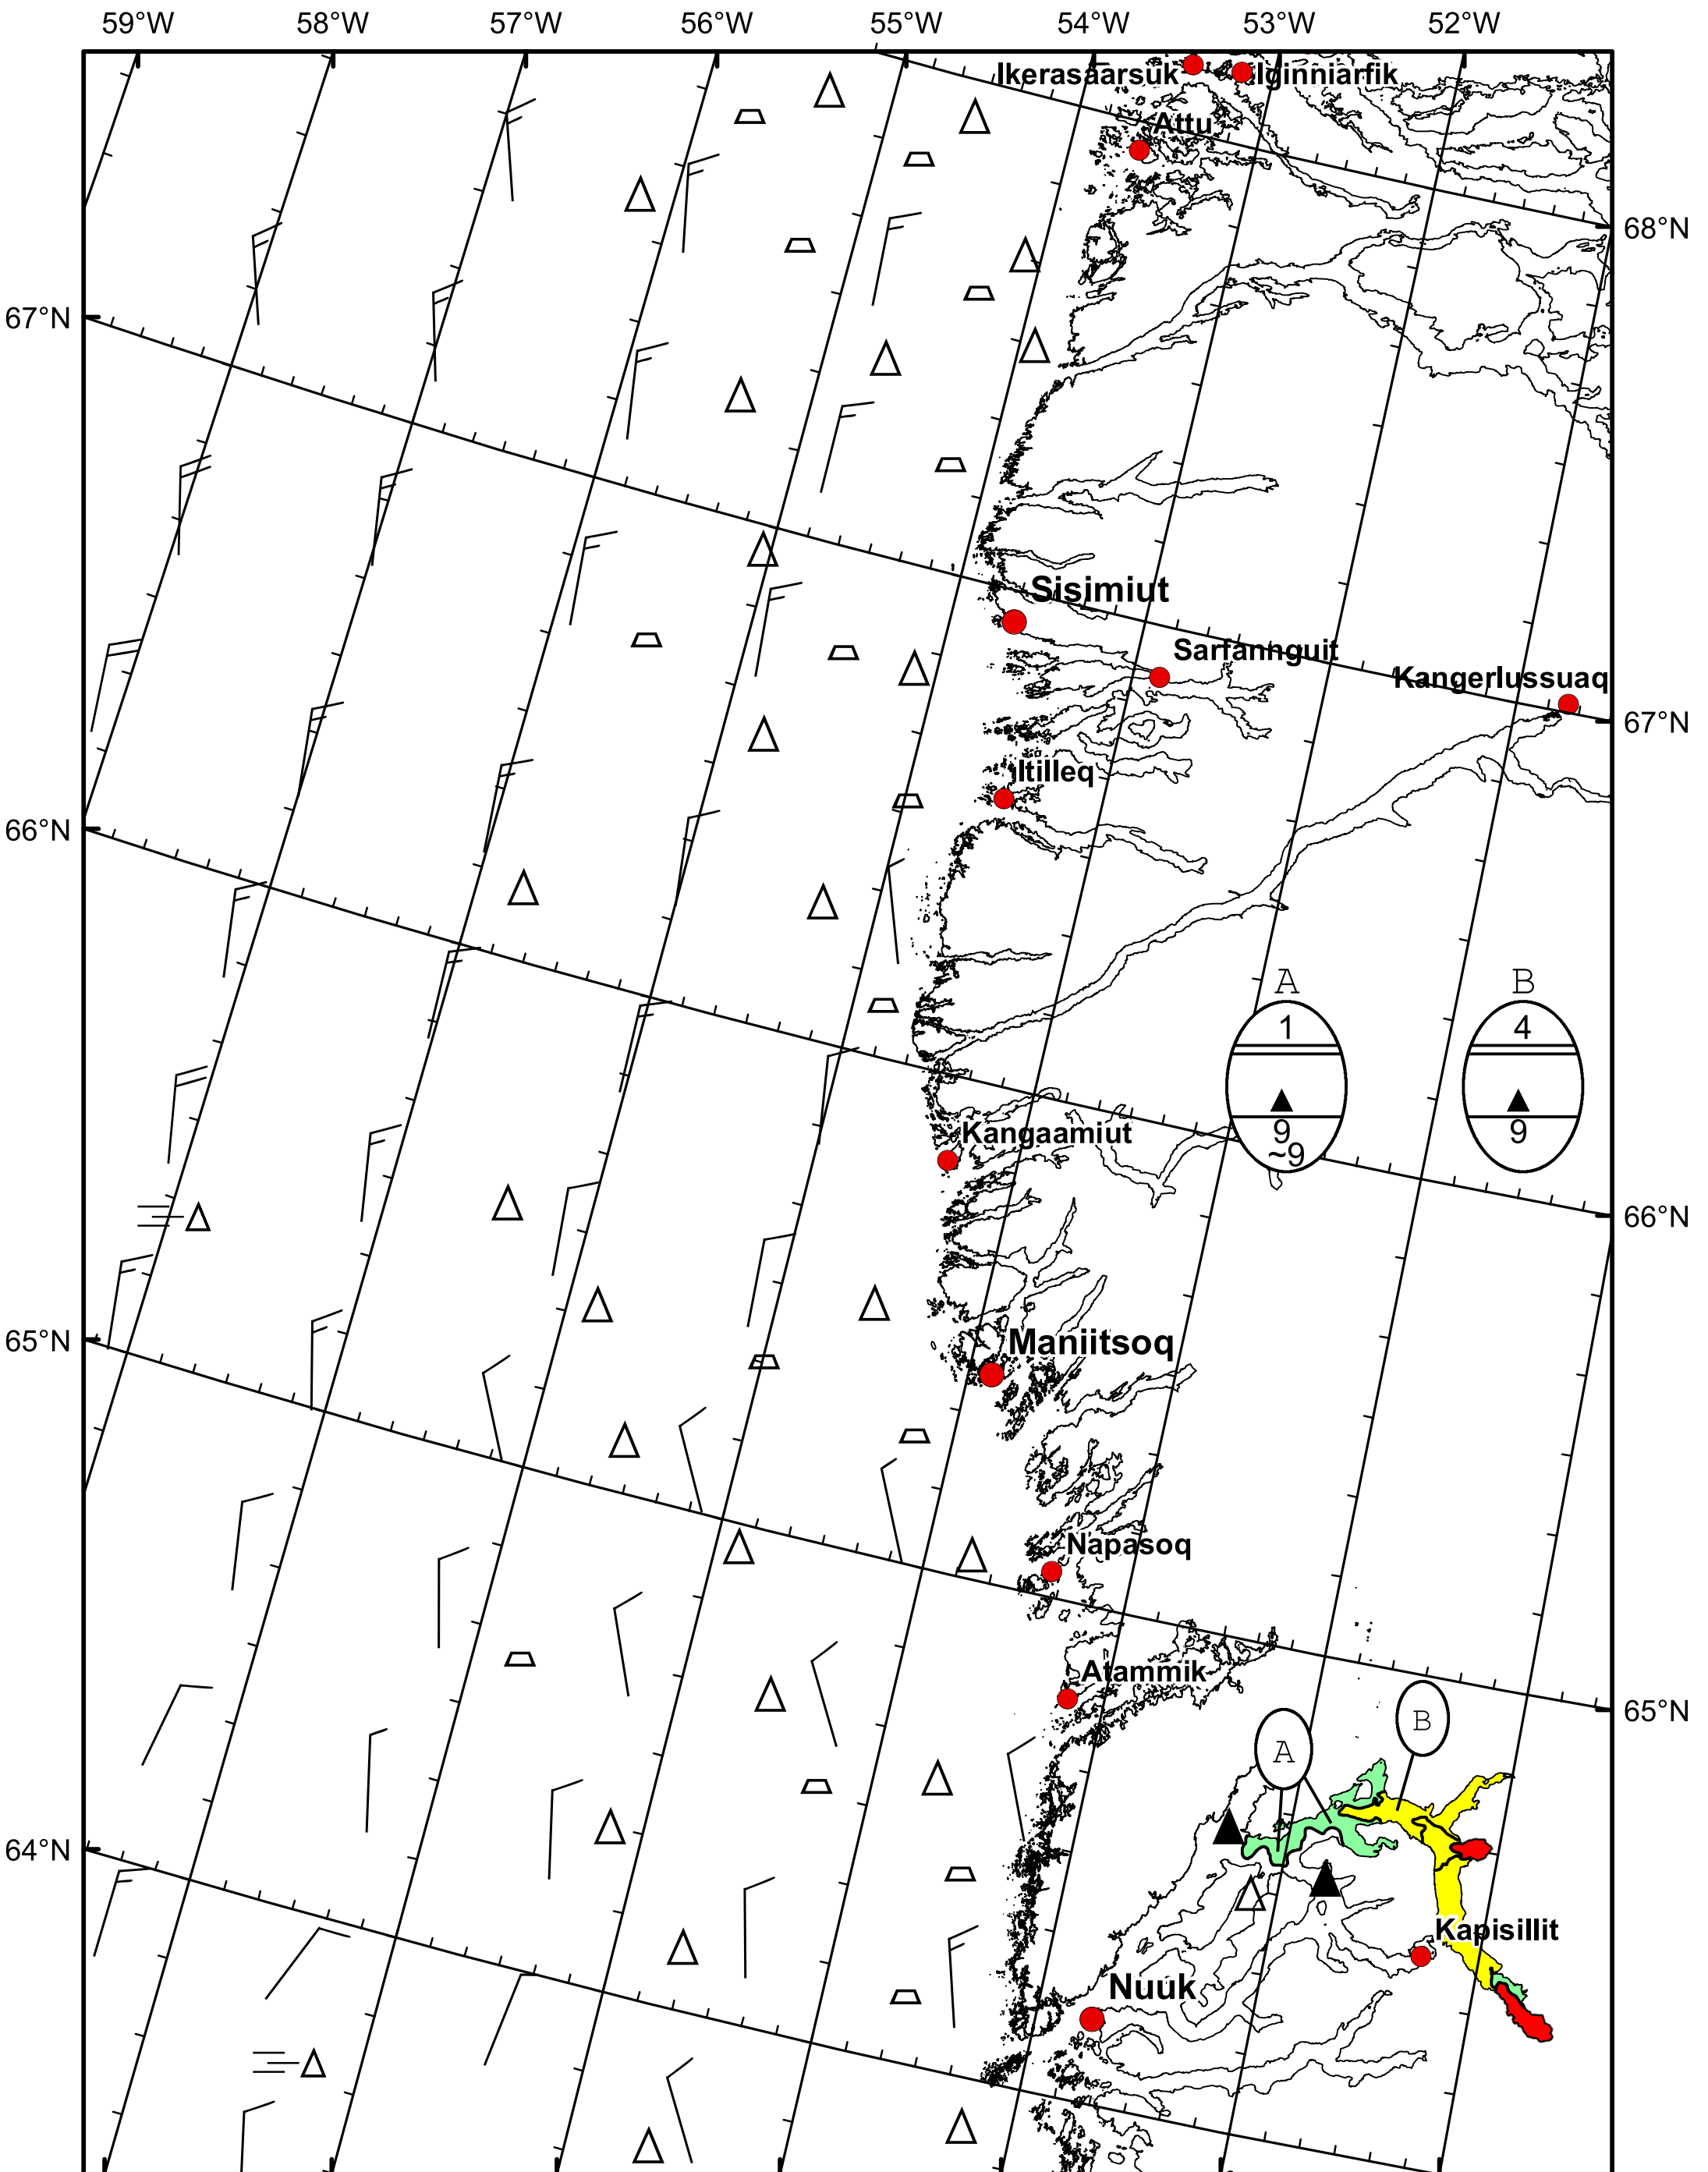 59°W 58°W 57°W 56°W 55°W 54°W 53°W 52°W
Ikerasaarsuk Iginniarfik
Attu
68°N
67°N
Sisimiut
Sarfannguit
Kangerlussuaq
67°N
Itilleq
66°N
A B
1 4
9 9
~9
Kangaamiut
66°N
65°N
Maniitsoq
Napasoq
Atammik
65°N
B
A
64°N
Kapisillit
Nuuk